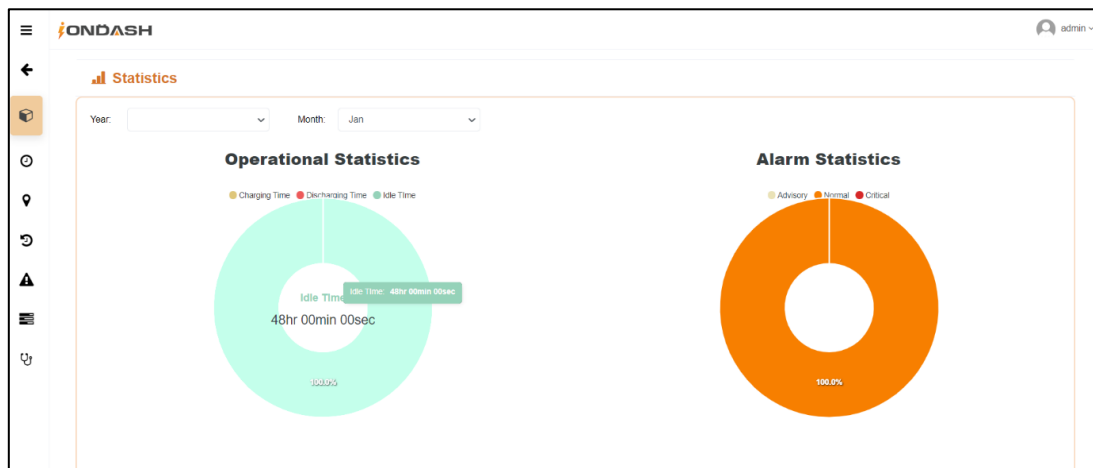 IONDASH
admin
Statistics
Year:
Month: Jan
Operational Statistics
Charging Time Discharging Time Idle Time
Idle Time
Idle Time: 48hr 00min 00sec
48hr 00min 00sec
100.0%
Alarm Statistics
Advisory Normal Critical
100.0%